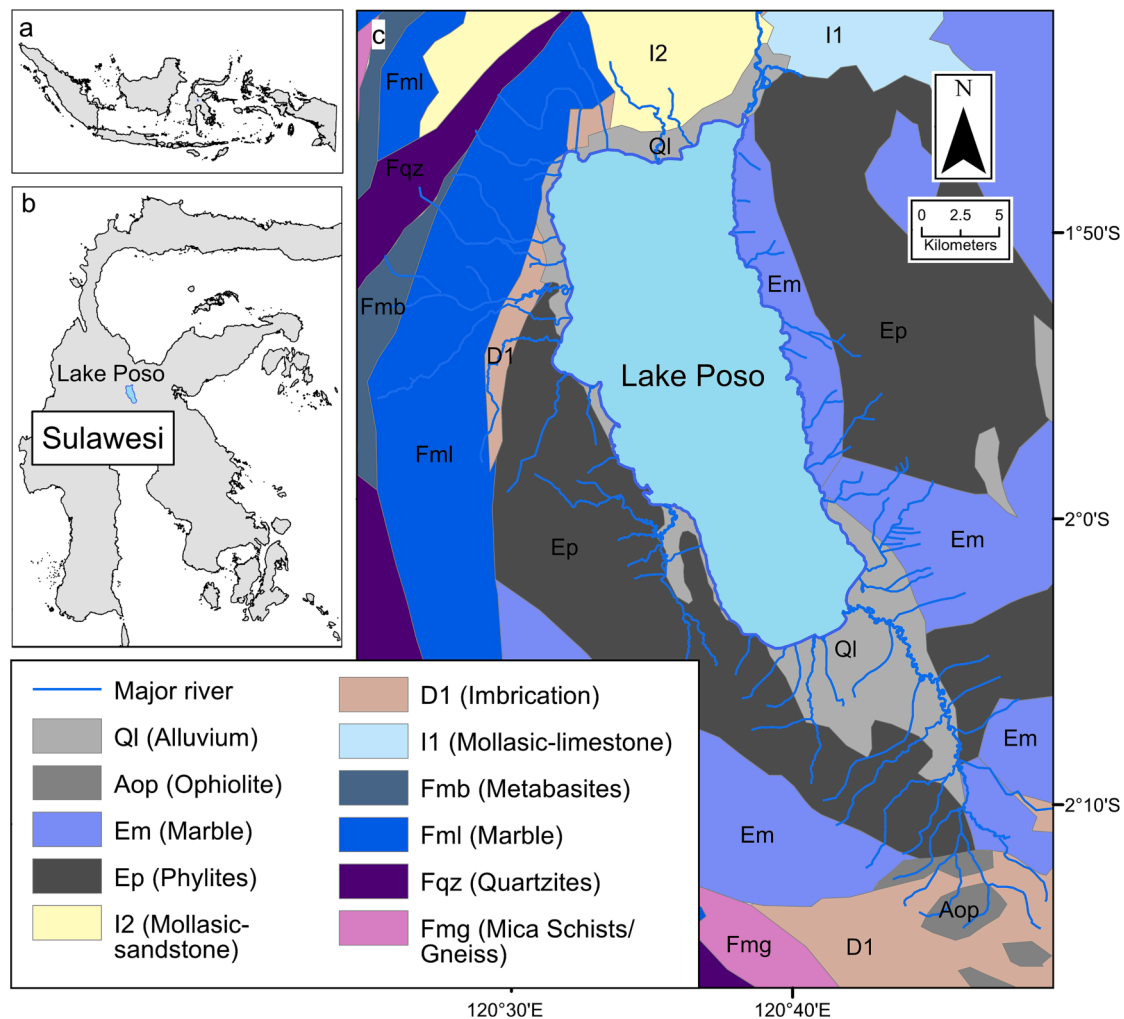 a
b
Lake Poso
Sulawesi
c
I1
I2
Fml
N
Ql
Fqz
0 2.5 5
Kilometers
1°50'S
Em
Fmb
Ep
D1
Lake Poso
Fml
2°0'S
Em
Ep
Ql
Em
2°10'S
Em
Aop
Fmg
D1
120°30'E
120°40'E
Major river
Ql (Alluvium)
Aop (Ophiolite)
Em (Marble)
Ep (Phylites)
I2 (Mollasic-
sandstone)
D1 (Imbrication)
I1 (Mollasic-limestone)
Fmb (Metabasites)
Fml (Marble)
Fqz (Quartzites)
Fmg (Mica Schists/
Gneiss)